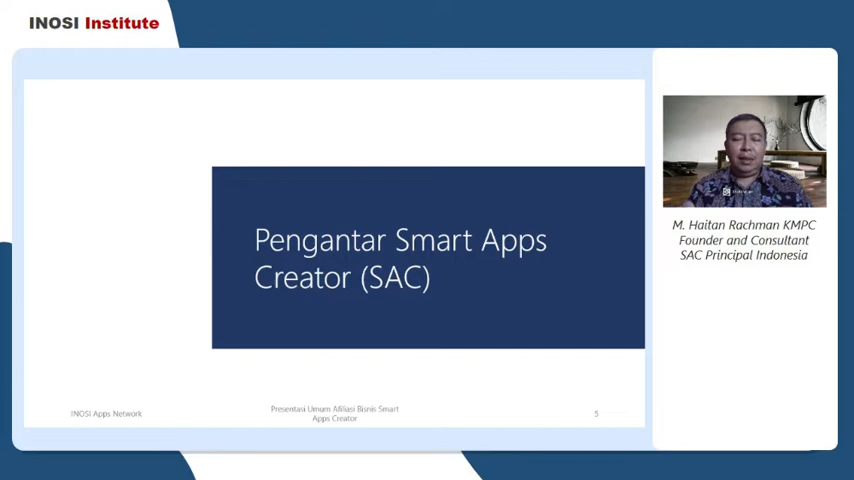 INOSI Institute
Pengantar Smart Apps
Creator (SAC)
INOSI Apps Network
Presentasi Umum Afiliasi Bisnis Smart
Apps Creator
5
M. Haitan Rachman KMPC
Founder and Consultant
SAC Principal Indonesia